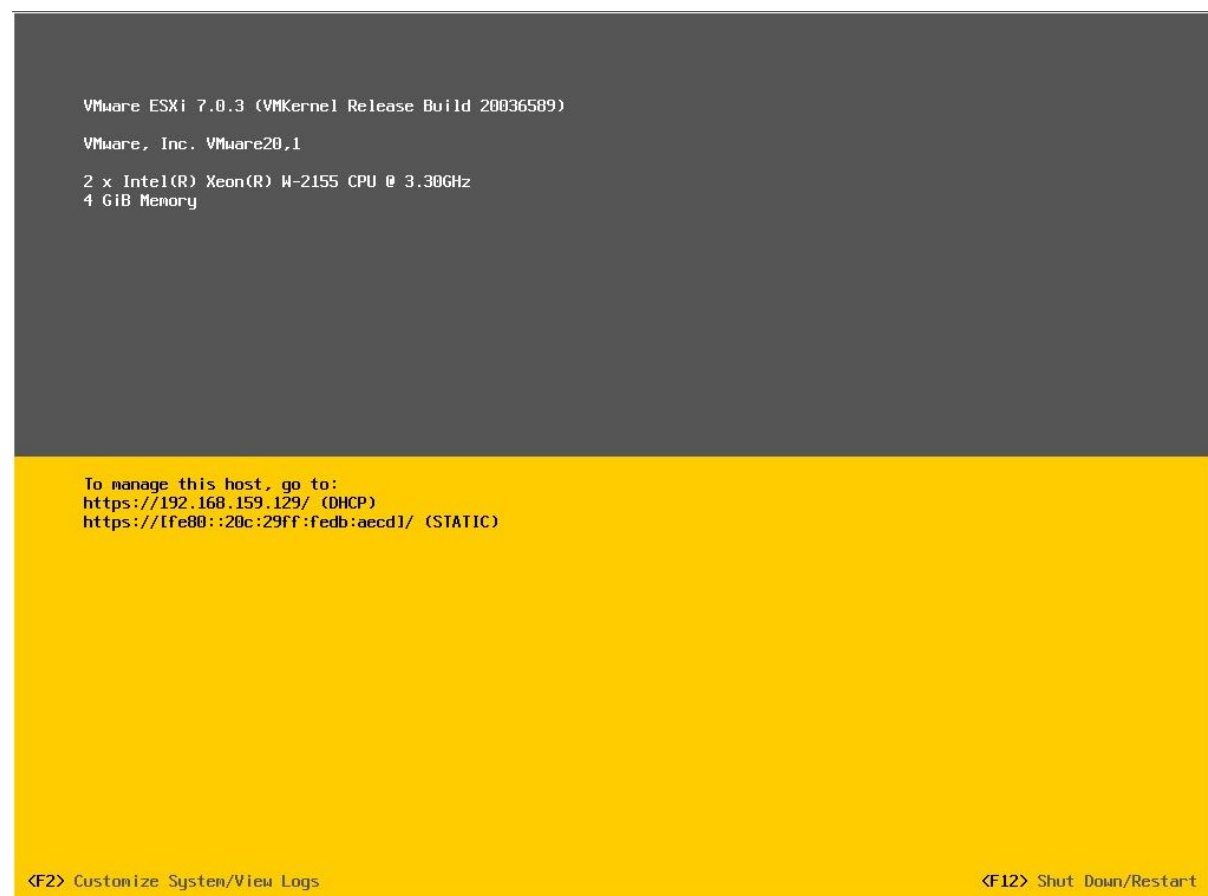 VMware ESXi 7.0.3 (VMKernel Release Build 20036589)
VMware, Inc. VMware20,1
2 x Intel(R) Xeon(R) W-2155 CPU @ 3.30GHz
4 GiB Memory
To manage this host, go to:
https://192.168.159.129/ (DHCP)
https://[fe80::20c:29ff:fedb:aecd]/ (STATIC)
<F2> Customize System/View Logs
<F12> Shut Down/Restart